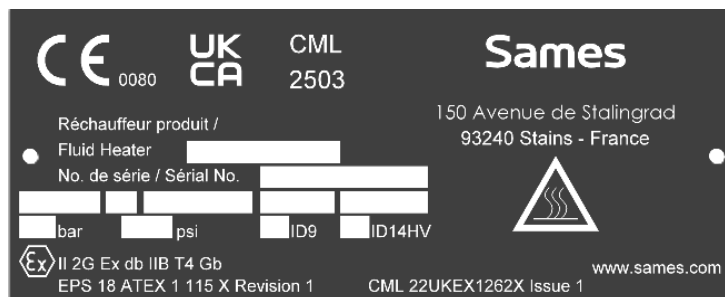 CE 0080 UK CA CML 2503
Sames
150 Avenue de Stalingrad
93240 Stains - France
Réchauffeur produit /
Fluid Heater
No. de série / Sérial No.
bar psi ID9 ID14HV
Ex II 2G Ex db IIB T4 Gb
EPS 18 ATEX 1 115 X Revision 1 CML 22UKEX1262X Issue 1
www.sames.com